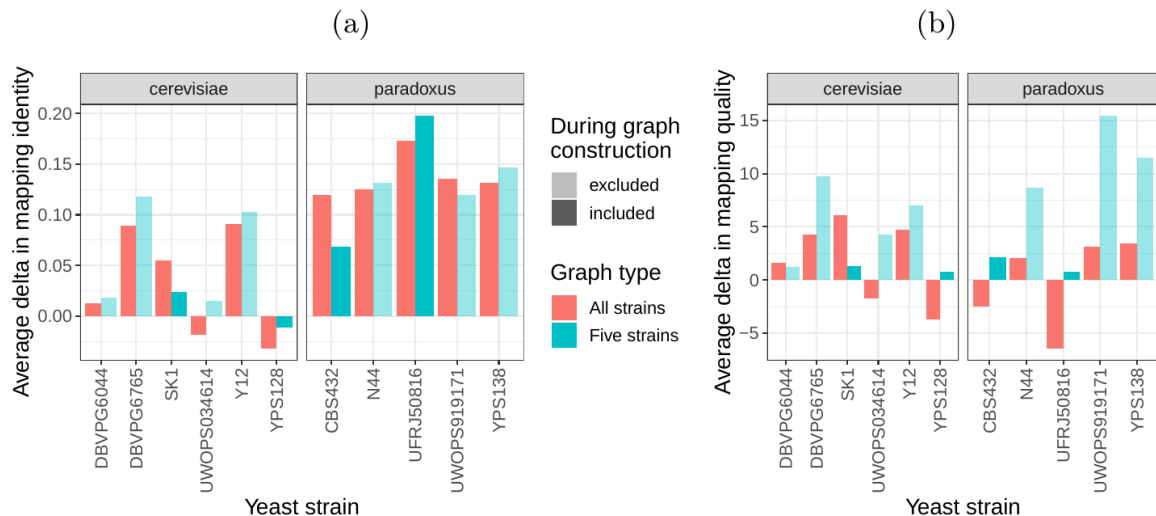 (a)
Average delta in mapping identity
cerevisiae
paradoxus
0.20
0.15
0.10
0.05
0.00
DBVPG6044
DBVPG6765
SK1
UWOPS034614
Y12
YPS128
CBS432
N44
UFRJ50816
UWOPS919171
YPS138
Yeast strain
During graph
construction
excluded
included
Graph type
All strains
Five strains
(b)
Average delta in mapping quality
cerevisiae
paradoxus
15
10
5
0
−5
DBVPG6044
DBVPG6765
SK1
UWOPS034614
Y12
YPS128
CBS432
N44
UFRJ50816
UWOPS919171
YPS138
Yeast strain